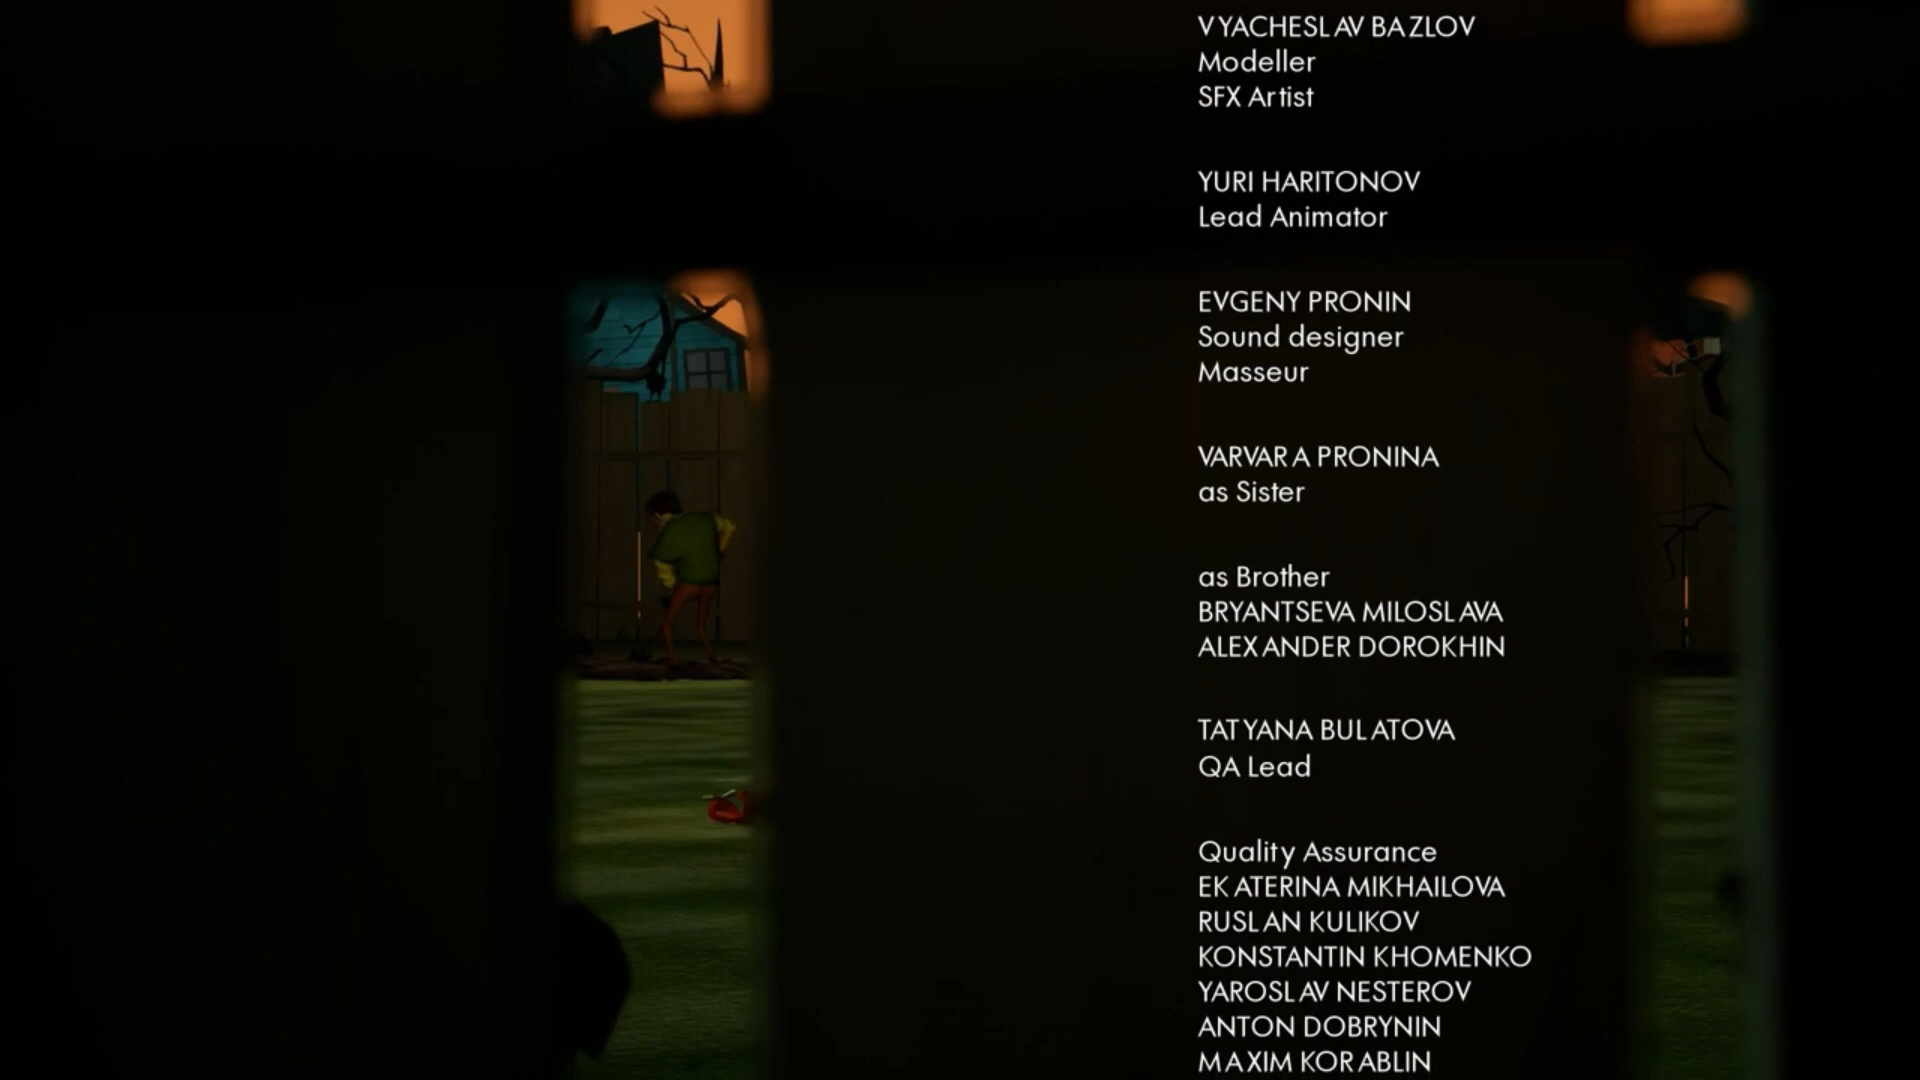 VYACHESLAV BAZLOV
Modeller
SFX Artist
YURI HARITONOV
Lead Animator
EVGENY PRONIN
Sound designer
Masseur
VARVARA PRONINA
as Sister
as Brother
BRYANTSEVA MILOSLAVA
ALEXANDER DOROKHIN
TATYANA BULATOVA
QA Lead
Quality Assurance
EKATERINA MIKHAILOVA
RUSLAN KULIKOV
KONSTANTIN KHOMENKO
YAROSLAV NESTEROV
ANTON DOBRYNIN
MAXIM KORABLIN